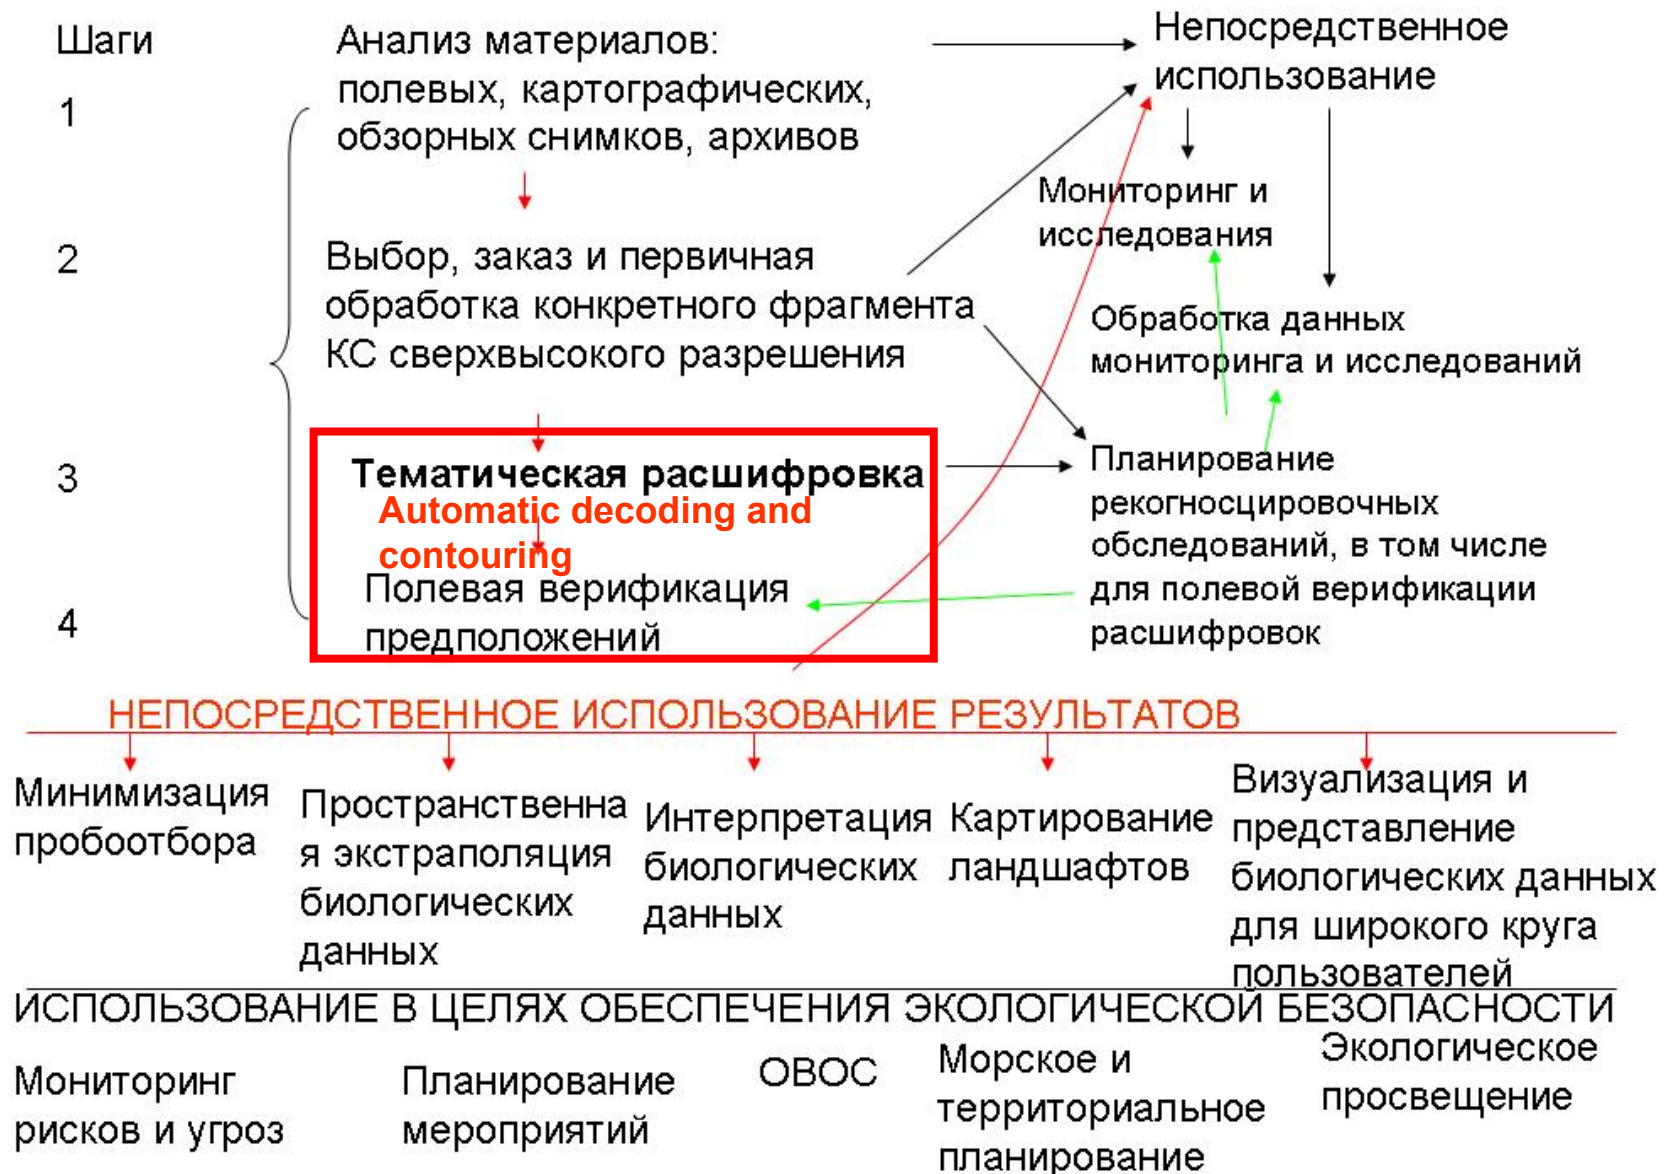 Шаги
1
2
3
4
Анализ материалов:
полевых, картографических,
обзорных снимков, архивов
Выбор, заказ и первичная
обработка конкретного фрагмента
КС сверхвысокого разрешения
Тематическая расшифровка
Automatic decoding and
contouring
Полевая верификация
предположений
Непосредственное
использование
Мониторинг и
исследования
Обработка данных
мониторинга и исследований
Планирование
рекогносцировочных
обследований, в том числе
для полевой верификации
расшифровок
НЕПОСРЕДСТВЕННОЕ ИСПОЛЬЗОВАНИЕ РЕЗУЛЬТАТОВ
Минимизация
пробоотбора
Пространственна
я экстраполяция
биологических
данных
Интерпретация
биологических
данных
Картирование
ландшафтов
Визуализация и
представление
биологических данных
для широкого круга
пользователей
ИСПОЛЬЗОВАНИЕ В ЦЕЛЯХ ОБЕСПЕЧЕНИЯ ЭКОЛОГИЧЕСКОЙ БЕЗОПАСНОСТИ
Мониторинг
рисков и угроз
Планирование
мероприятий
ОВОС
Морское и
территориальное
планирование
Экологическое
просвещение